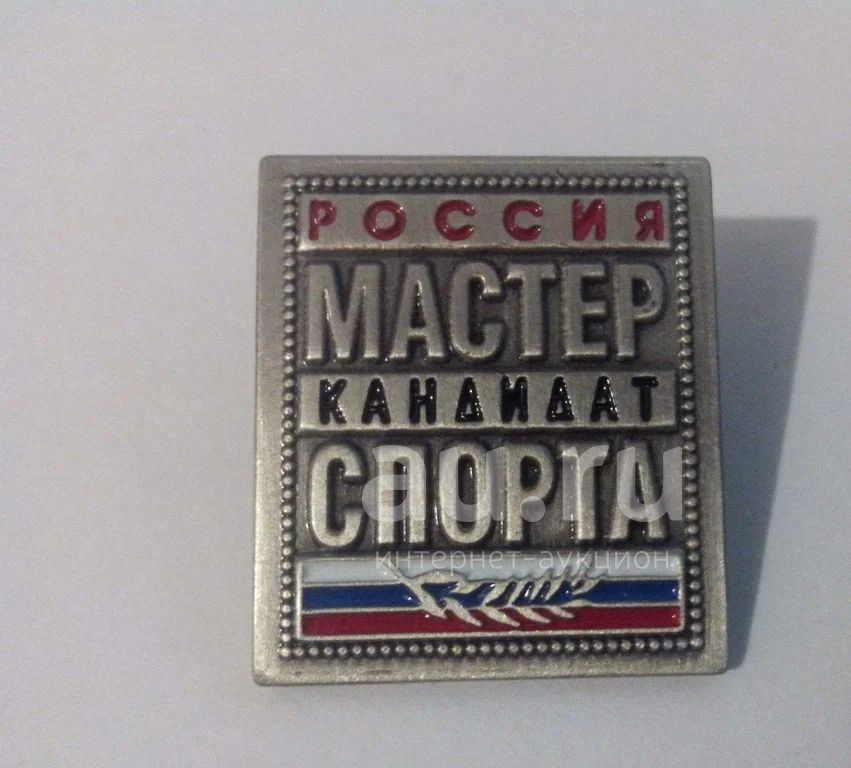 РОССИЯ
МАСТЕР
КАНДИДАТ
СПОРТА
au.ru
интернет-аукцион